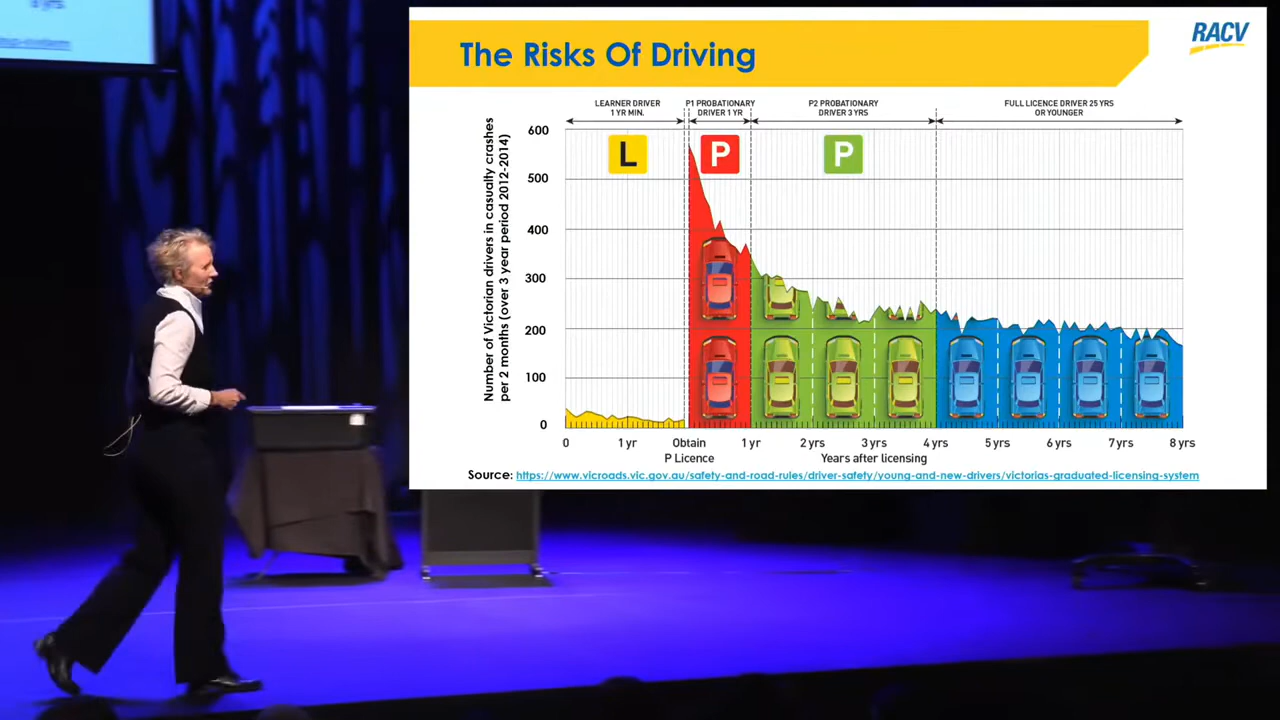 The Risks Of Driving
RACV
LEARNER DRIVER
1 YR MIN.
P1 PROBATIONARY
DRIVER 1 YR
P2 PROBATIONARY
DRIVER 3 YRS
FULL LICENCE DRIVER 25 YRS
OR YOUNGER
Number of Victorian drivers in casualty crashes
per 2 months (over 3 year period 2012-2014)
600
500
400
300
200
100
0
L
P
P
0
1 yr
Obtain
P Licence
1 yr
2 yrs
3 yrs
4 yrs
5 yrs
6 yrs
7 yrs
8 yrs
Years after licensing
Source: https://www.vicroads.vic.gov.au/safety-and-road-rules/driver-safety/young-and-new-drivers/victorias-graduated-licensing-system